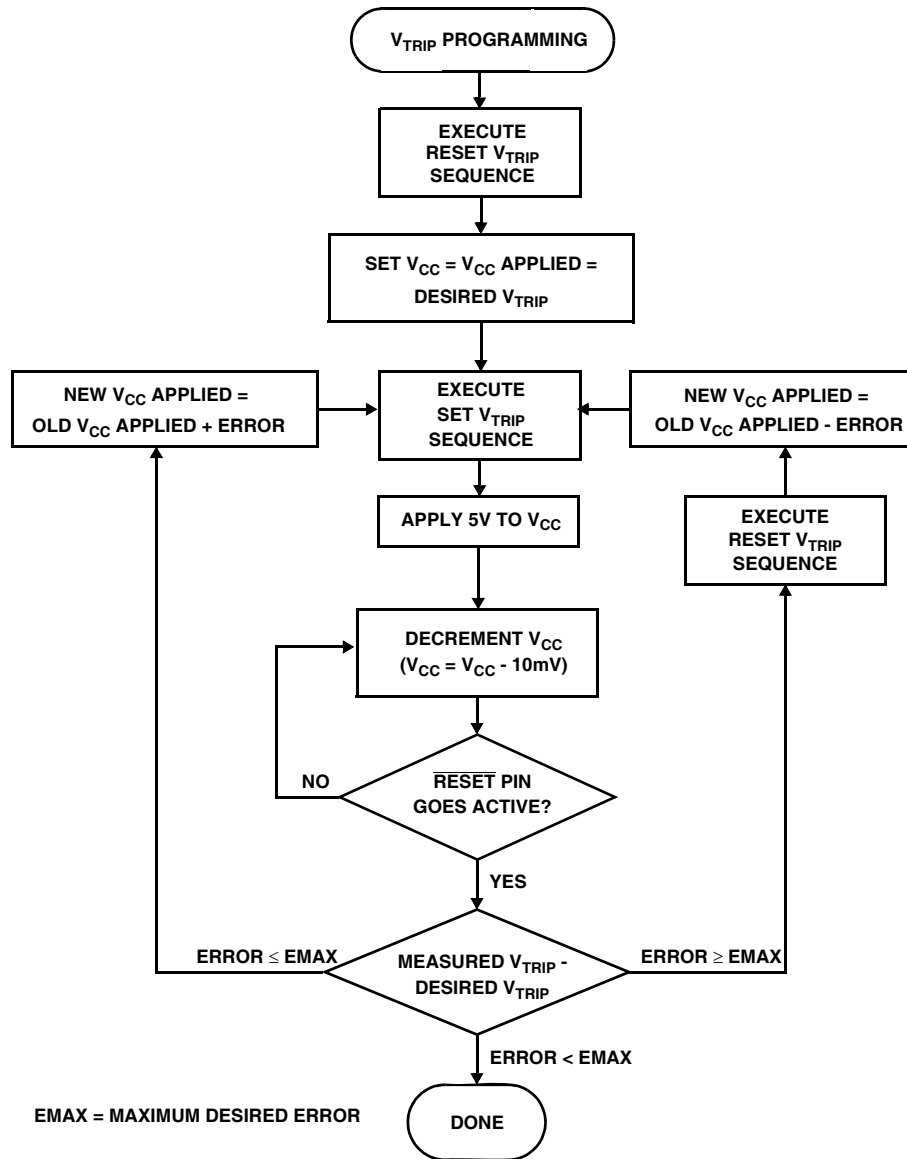 V_TRIP PROGRAMMING
EXECUTE
RESET V_TRIP
SEQUENCE
SET V_CC = V_CC APPLIED =
DESIRED V_TRIP
NEW V_CC APPLIED =
OLD V_CC APPLIED + ERROR
EXECUTE
SET V_TRIP
SEQUENCE
NEW V_CC APPLIED =
OLD V_CC APPLIED - ERROR
APPLY 5V TO V_CC
EXECUTE
RESET V_TRIP
SEQUENCE
DECREMENT V_CC
(V_CC = V_CC - 10mV)
NO
R̅E̅S̅E̅T̅ PIN
GOES ACTIVE?
YES
ERROR ≤ EMAX
MEASURED V_TRIP -
DESIRED V_TRIP
ERROR ≥ EMAX
ERROR < EMAX
EMAX = MAXIMUM DESIRED ERROR
DONE